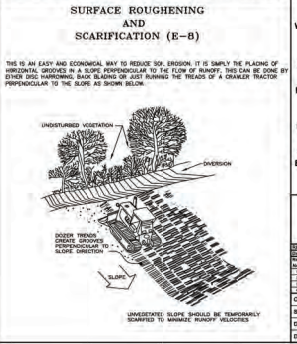 SURFACE ROUGHENING
AND
SCARIFICATION (E-8)
THIS IS AN EASY AND ECONOMICAL WAY TO REDUCE SOIL EROSION. IT IS SIMPLY THE PLACING OF
HORIZONTAL GROOVES IN A SLOPE PERPENDICULAR TO THE FLOW OF RUNOFF. THIS CAN BE DONE BY
EITHER DISC HARROWING, BACK BLADING OR JUST RUNNING THE TREADS OF A CRAWLER TRACTOR
PERPENDICULAR TO THE SLOPE AS SHOWN BELOW.
UNDISTURBED VEGETATION
DIVERSION
DOZER TRENDS
CREATE GROOVES
PERPENDICULAR TO
SLOPE DIRECTION
SLOPE
UNVEGETATED SLOPE SHOULD BE TEMPORARILY
SCARIFIED TO MINIMIZE RUNOFF VELOCITIES